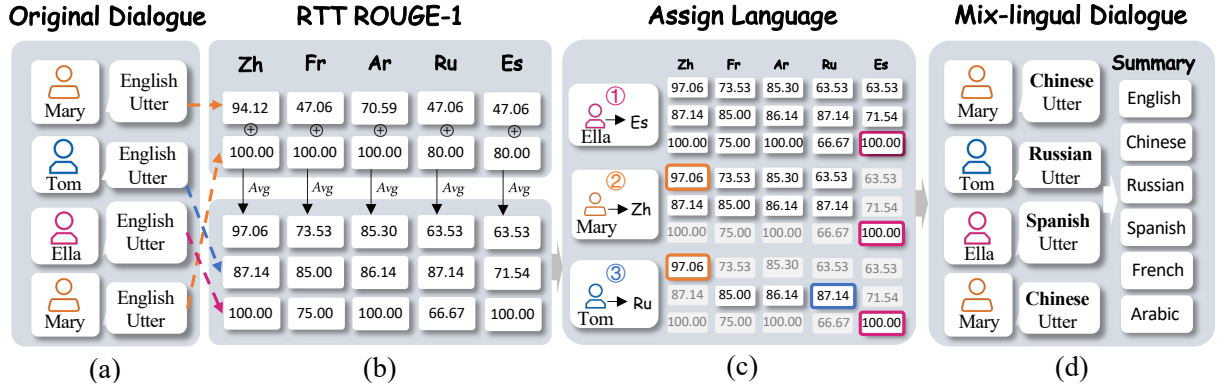 Original Dialogue
Mary
English
Utter
Tom
English
Utter
Ella
English
Utter
Mary
English
Utter
(a)
RTT ROUGE-1
Zh Fr Ar Ru Es
94.12 47.06 70.59 47.06 47.06
100.00 100.00 100.00 80.00 80.00
Avg Avg Avg Avg Avg
97.06 73.53 85.30 63.53 63.53
87.14 85.00 86.14 87.14 71.54
100.00 75.00 100.00 66.67 100.00
(b)
Assign Language
Zh Fr Ar Ru Es
①
Ella → Es
97.06 73.53 85.30 63.53 63.53
87.14 85.00 86.14 87.14 71.54
100.00 75.00 100.00 66.67 100.00
②
Mary → Zh
97.06 73.53 85.30 63.53 63.53
87.14 85.00 86.14 87.14 71.54
100.00 75.00 100.00 66.67 100.00
③
Tom → Ru
97.06 73.53 85.30 63.53 63.53
87.14 85.00 86.14 87.14 71.54
100.00 75.00 100.00 66.67 100.00
(c)
Mix-lingual Dialogue
Mary
Chinese
Utter
Tom
Russian
Utter
Ella
Spanish
Utter
Mary
Chinese
Utter
Summary
English
Chinese
Russian
Spanish
French
Arabic
(d)